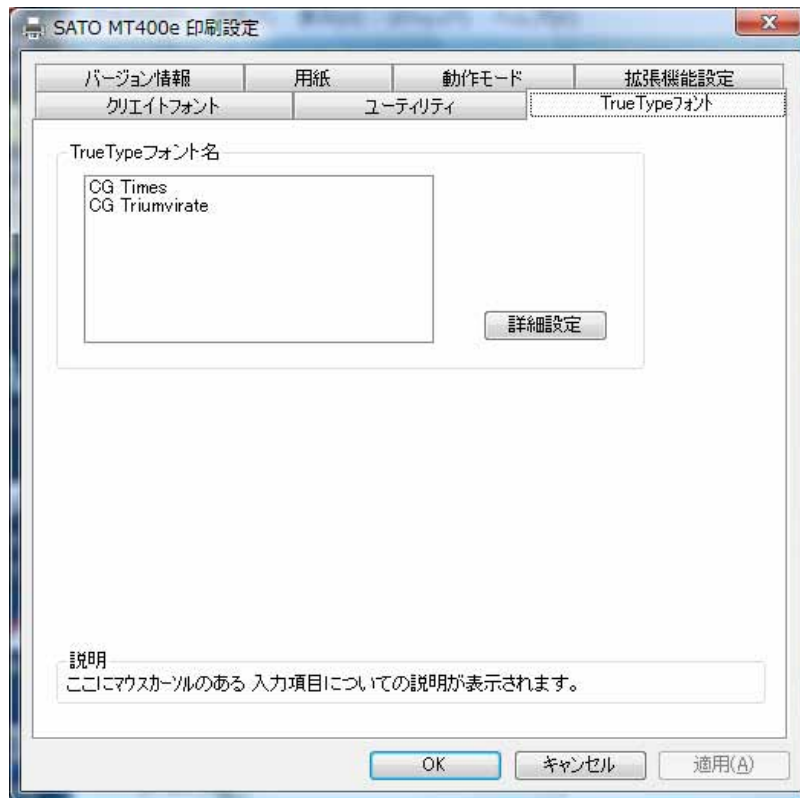 SATO MT400e 印刷設定
バージョン情報
用紙
動作モード
拡張機能設定
クリエイトフォント
ユーティリティ
TrueTypeフォント
TrueTypeフォント名
CG Times
CG Triumvirate
詳細設定
説明
ここにマウスカーソルのある 入力項目についての説明が表示されます。
OK
キャンセル
適用(A)